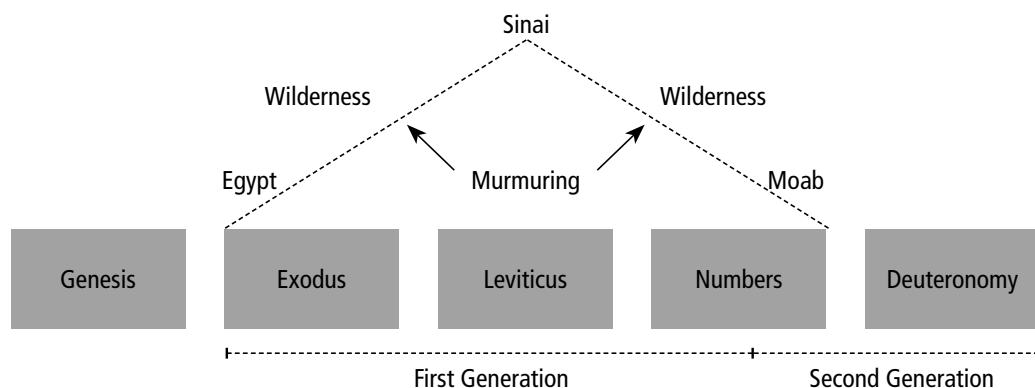 Sinai
Wilderness Wilderness
Egypt Murmuring Moab
Genesis Exodus Leviticus Numbers Deuteronomy
First Generation Second Generation